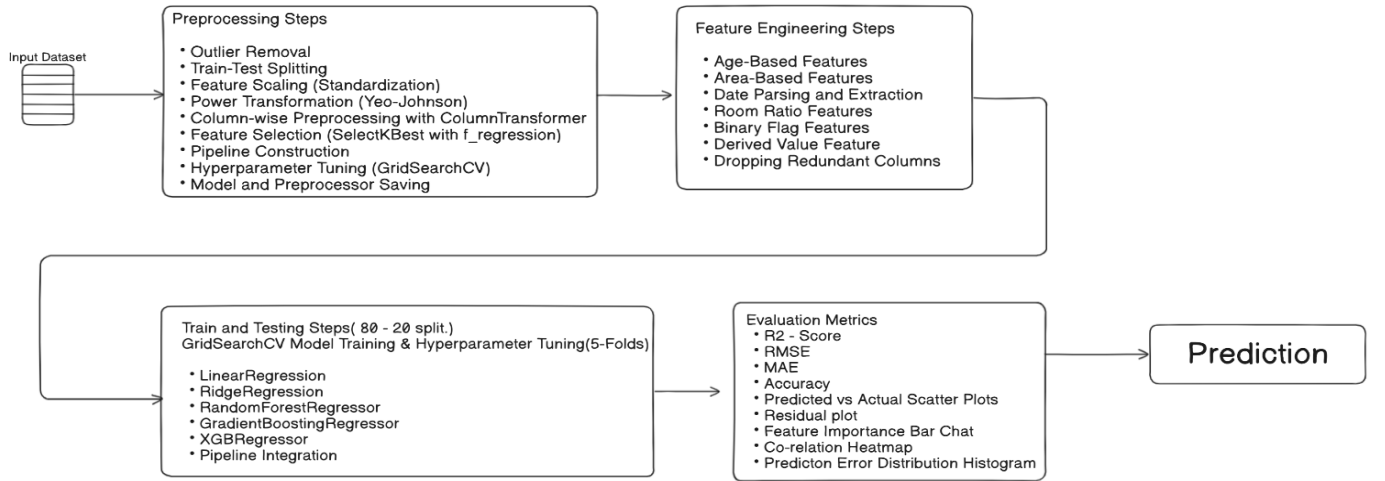 Input Dataset
Preprocessing Steps
• Outlier Removal
• Train-Test Splitting
• Feature Scaling (Standardization)
• Power Transformation (Yeo-Johnson)
• Column-wise Preprocessing with ColumnTransformer
• Feature Selection (SelectKBest with f_regression)
• Pipeline Construction
• Hyperparameter Tuning (GridSearchCV)
• Model and Preprocessor Saving
Feature Engineering Steps
• Age-Based Features
• Area-Based Features
• Date Parsing and Extraction
• Room Ratio Features
• Binary Flag Features
• Derived Value Feature
• Dropping Redundant Columns
Train and Testing Steps( 80 - 20 split.)
GridSearchCV Model Training & Hyperparameter Tuning(5-Folds)
• LinearRegression
• RidgeRegression
• RandomForestRegressor
• GradientBoostingRegressor
• XGBRegressor
• Pipeline Integration
Evaluation Metrics
• R2 - Score
• RMSE
• MAE
• Accuracy
• Predicted vs Actual Scatter Plots
• Residual plot
• Feature Importance Bar Chat
• Co-relation Heatmap
• Predicton Error Distribution Histogram
Prediction